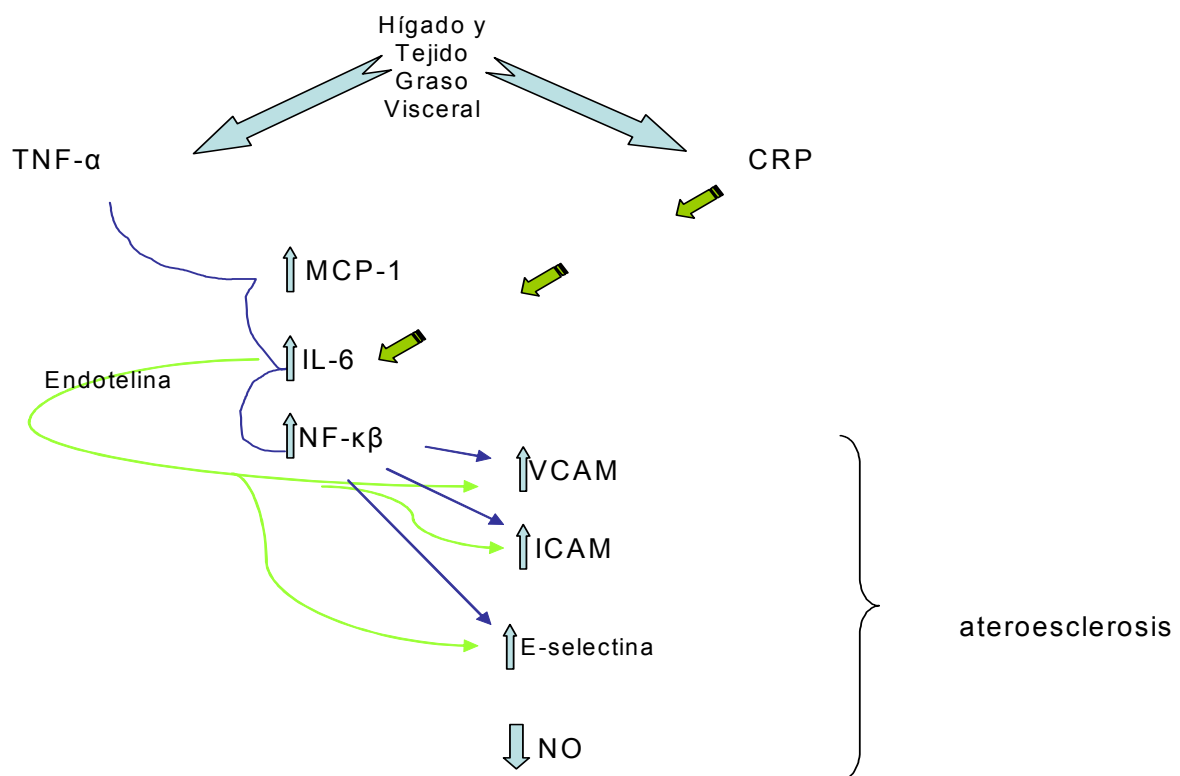 Hígado y
Tejido
Graso
Visceral
TNF-α
CRP
MCP-1
IL-6
Endotelina
NF-κβ
VCAM
ICAM
E-selectina
ateroesclerosis
NO